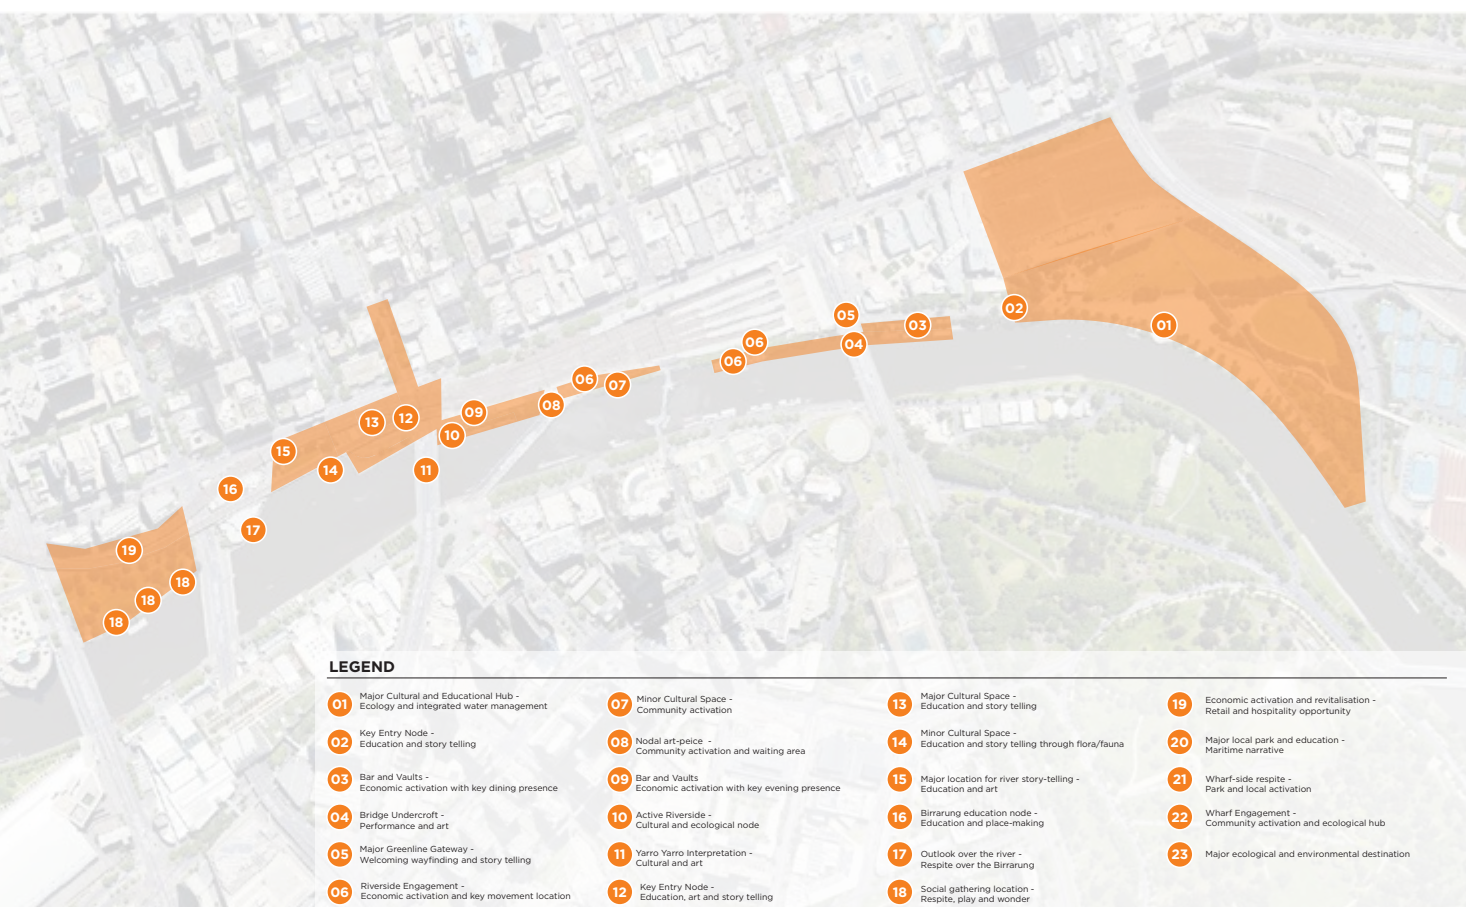 02
05
03
01
04
06
06
06
07
08
09
13
12
10
15
14
11
16
17
19
18
18
18
LEGEND
01 Major Cultural and Educational Hub -
Ecology and integrated water management
02 Key Entry Node -
Education and story telling
03 Bar and Vaults -
Economic activation with key dining presence
04 Bridge Undercroft -
Performance and art
05 Major Greenline Gateway -
Welcoming wayfinding and story telling
06 Riverside Engagement -
Economic activation and key movement location
07 Minor Cultural Space -
Community activation
08 Nodal art-peice -
Community activation and waiting area
09 Bar and Vaults
Economic activation with key evening presence
10 Active Riverside -
Cultural and ecological node
11 Yarro Yarro Interpretation -
Cultural and art
12 Key Entry Node -
Education, art and story telling
13 Major Cultural Space -
Education and story telling
14 Minor Cultural Space -
Education and story telling through flora/fauna
15 Major location for river story-telling -
Education and art
16 Birrarung education node -
Education and place-making
17 Outlook over the river -
Respite over the Birrarung
18 Social gathering location -
Respite, play and wonder
19 Economic activation and revitalisation -
Retail and hospitality opportunity
20 Major local park and education -
Maritime narrative
21 Wharf-side respite -
Park and local activation
22 Wharf Engagement -
Community activation and ecological hub
23 Major ecological and environmental destination